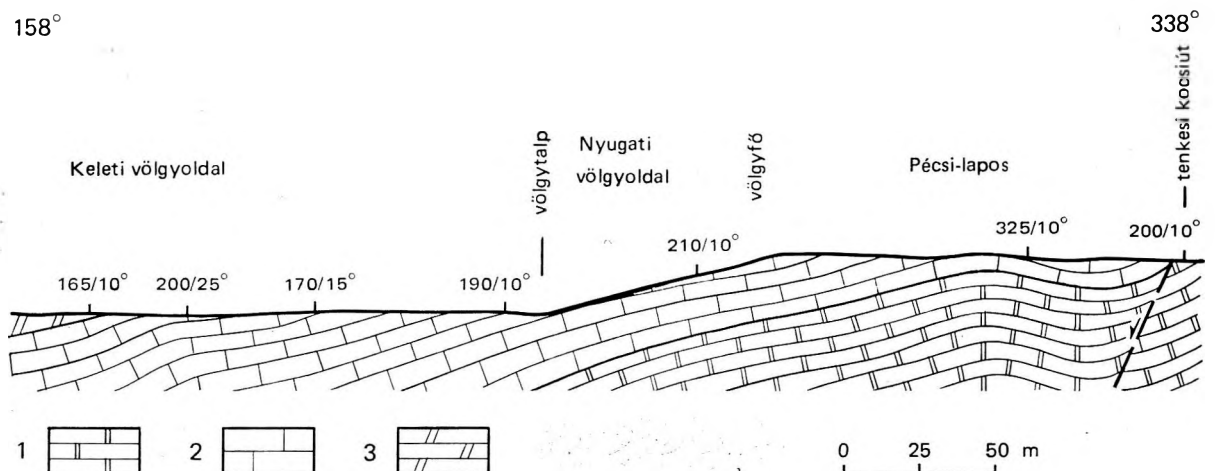 158°
338°
tenkesi kocsiút
Keleti völgyoldal
völgytalp
Nyugati
völgyoldal
völgyfő
Pécsi-lapos
165/10°
200/25°
170/15°
190/10°
210/10°
325/10°
200/10°
1
2
3
0 25 50 m